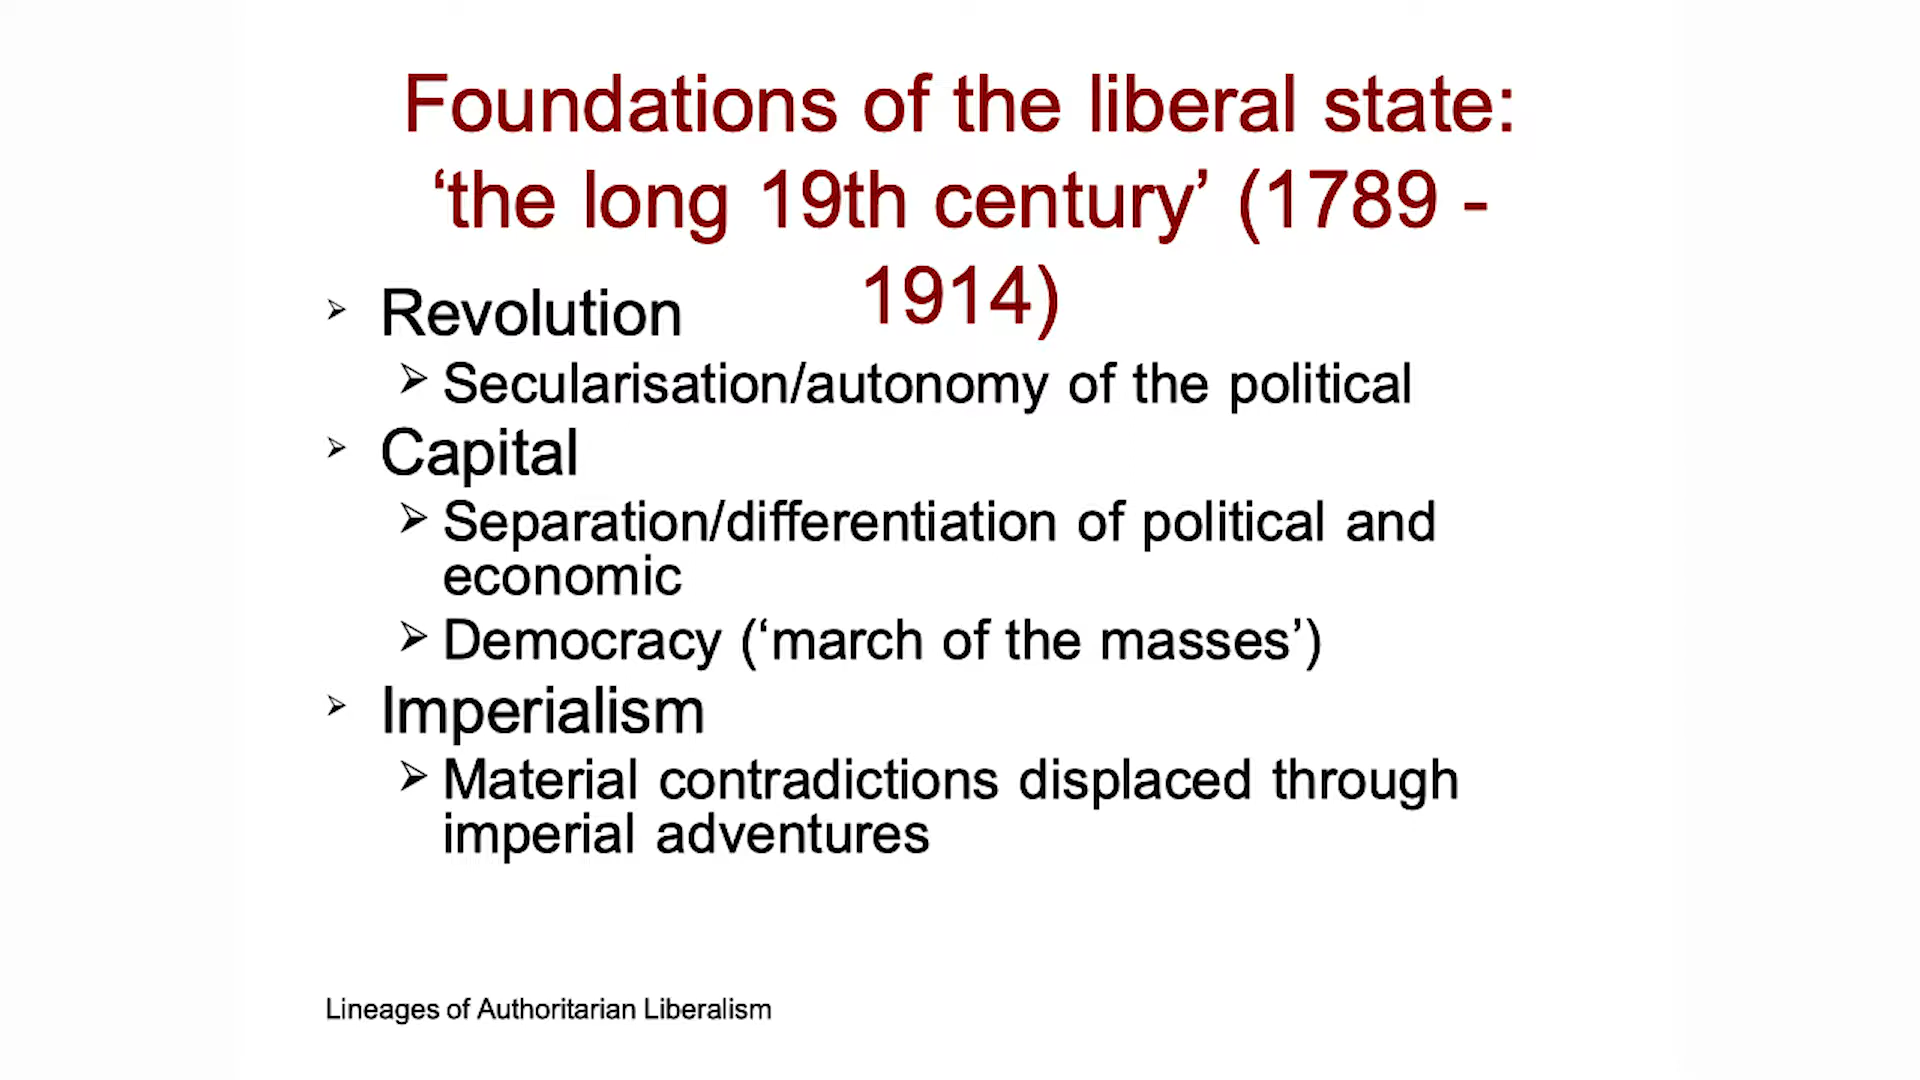 Foundations of the liberal state:
‘the long 19th century’ (1789 -
1914)
➢ Revolution
➢ Secularisation/autonomy of the political
➢ Capital
➢ Separation/differentiation of political and
economic
➢ Democracy (‘march of the masses’)
➢ Imperialism
➢ Material contradictions displaced through
imperial adventures
Lineages of Authoritarian Liberalism